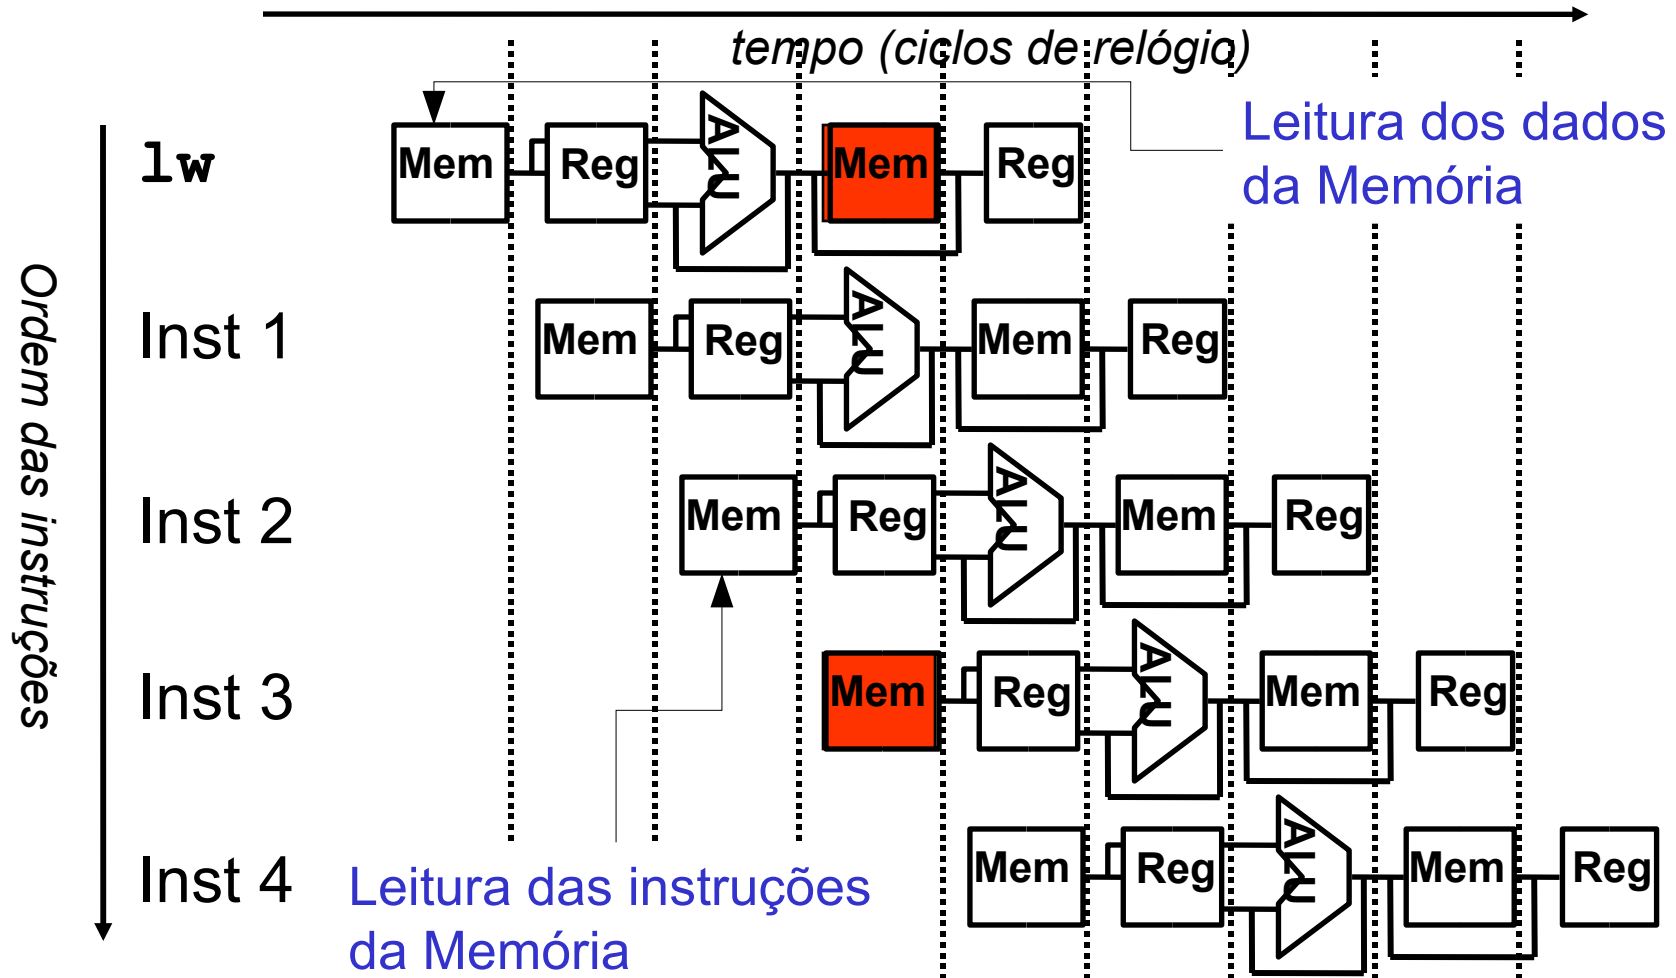 tempo (ciclos de relógio)
Leitura dos dados
da Memória
Ordem das instruções
lw
Mem
Reg
ALU
Mem
Reg
Inst 1
Mem
Reg
ALU
Mem
Reg
Inst 2
Mem
Reg
ALU
Mem
Reg
Inst 3
Mem
Reg
ALU
Mem
Reg
Inst 4
Mem
Reg
ALU
Mem
Reg
Leitura das instruções
da Memória